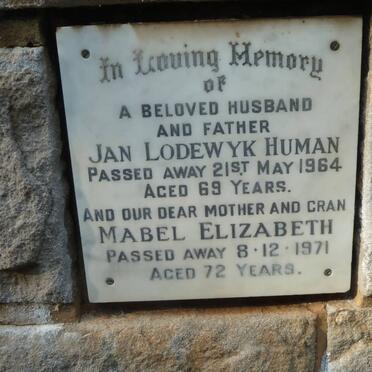 In Loving Memory
OF
A BELOVED HUSBAND
AND FATHER
JAN LODEWYK HUMAN
PASSED AWAY 21ST MAY 1964
AGED 69 YEARS.
AND OUR DEAR MOTHER AND GRAN
MABEL ELIZABETH
PASSED AWAY 8·12·1971
AGED 72 YEARS.